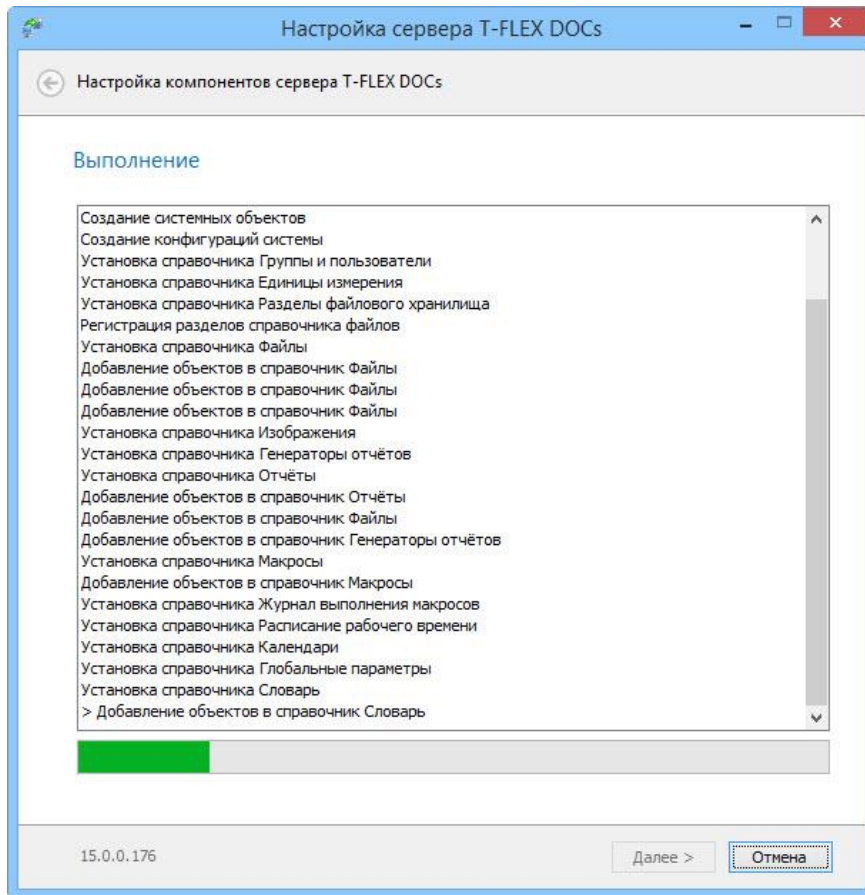 Настройка сервера T-FLEX DOCs
Настройка компонентов сервера T-FLEX DOCs
Выполнение
Создание системных объектов
Создание конфигураций системы
Установка справочника Группы и пользователи
Установка справочника Единицы измерения
Установка справочника Разделы файлового хранилища
Регистрация разделов справочника файлов
Установка справочника Файлы
Добавление объектов в справочник Файлы
Добавление объектов в справочник Файлы
Добавление объектов в справочник Файлы
Установка справочника Изображения
Установка справочника Генераторы отчётов
Установка справочника Отчёты
Добавление объектов в справочник Отчёты
Добавление объектов в справочник Файлы
Добавление объектов в справочник Генераторы отчётов
Установка справочника Макросы
Добавление объектов в справочник Макросы
Установка справочника Журнал выполнения макросов
Установка справочника Расписание рабочего времени
Установка справочника Календари
Установка справочника Глобальные параметры
Установка справочника Словарь
> Добавление объектов в справочник Словарь
15.0.0.176
Далее >
Отмена